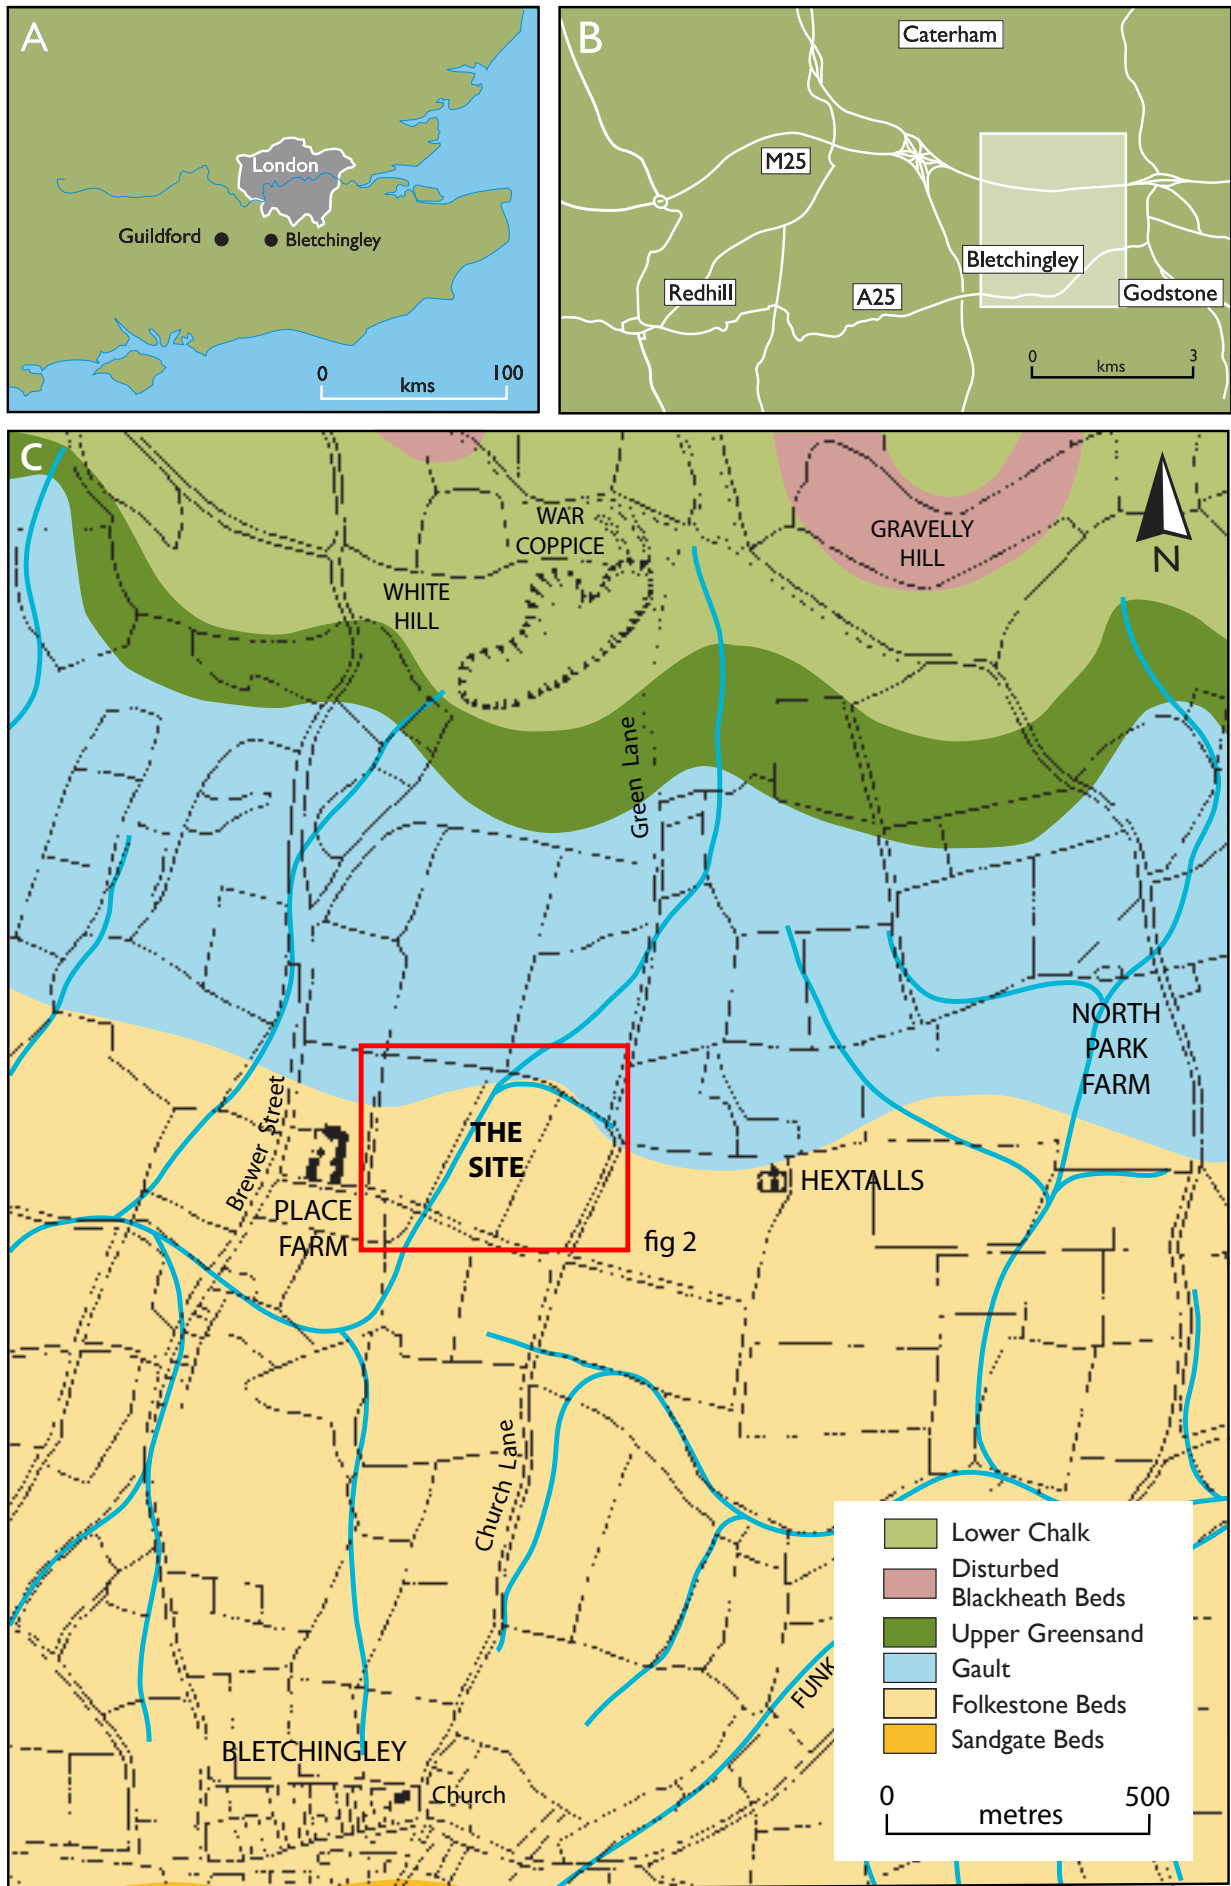 A
London
Guildford
Bletchingley
0
100
kms
B
Caterham
M25
Bletchingley
Redhill
A25
Godstone
0
3
kms
C
WAR
COPPICE
GRAVELLY
HILL
N
WHITE
HILL
Green Lane
NORTH
PARK
FARM
Brewer Street
THE
SITE
HEXTALLS
PLACE
FARM
fig 2
Church Lane
FUNK
BLETCHINGLEY
Church
Lower Chalk
Disturbed
Blackheath Beds
Upper Greensand
Gault
Folkestone Beds
Sandgate Beds
0
500
metres